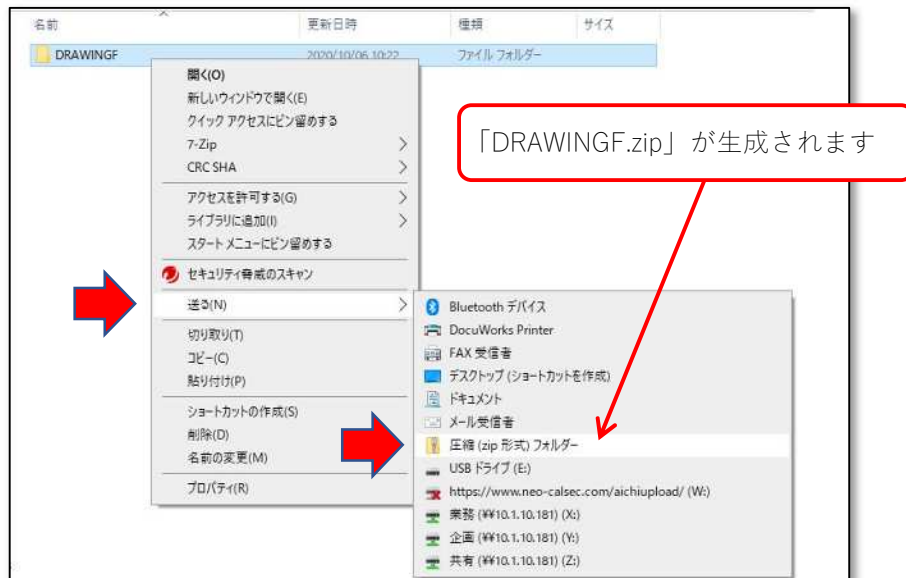 名前 更新日時 種類 サイズ
DRAWINGF 2020/10/06 10:22 ファイル フォルダー
開く(O)
新しいウィンドウで開く(E)
クイック アクセスにピン留めする
7-Zip
CRC SHA
アクセスを許可する(G)
ライブラリに追加(I)
スタート メニューにピン留めする
セキュリティ脅威のスキャン
送る(N)
切り取り(T)
コピー(C)
貼り付け(P)
ショートカットの作成(S)
削除(D)
名前の変更(M)
プロパティ(R)
「DRAWINGF.zip」が生成されます
Bluetooth デバイス
DocuWorks Printer
FAX 受信者
デスクトップ (ショートカットを作成)
ドキュメント
メール受信者
圧縮 (zip 形式) フォルダー
USB ドライブ (E:)
https://www.neo-calsec.com/aichiupload/ (W:)
業務 (¥¥10.1.10.181) (X:)
企画 (¥¥10.1.10.181) (Y:)
共有 (¥¥10.1.10.181) (Z:)